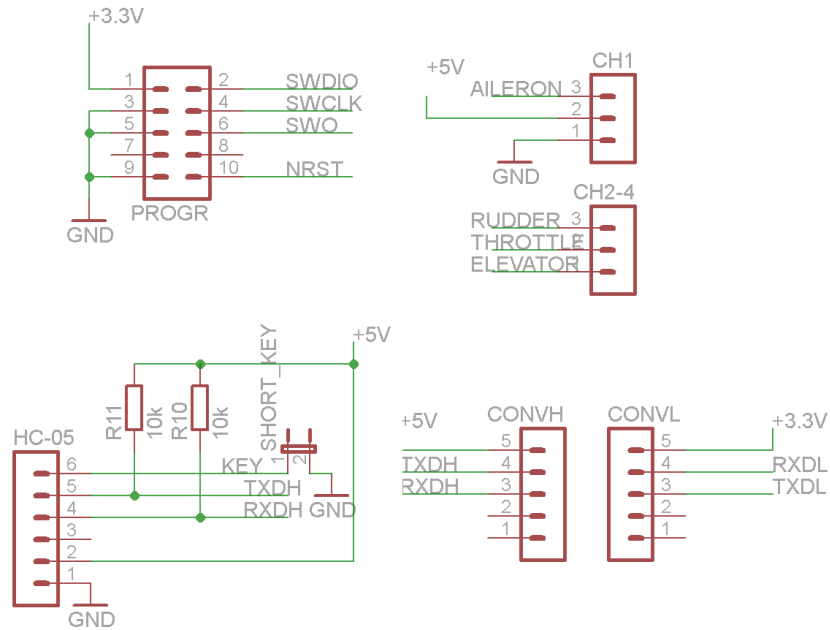 +3.3V
1 2 SWDIO
3 4 SWCLK
5 6 SWO
7 8
9 10 NRST
PROGR
GND
CH1
+5V
AILERON 3
2
1
GND
CH2-4
RUDDER 3
THROTTLE 2
ELEVATOR
+5V
SHORT_KEY
R11
10k
R10
10k
1
2
HC-05
6 KEY
5 TXDH
4 RXDH
GND
3
2
1
GND
CONVH
+5V 5
TXDH 4
RXDH 3
2
1
CONVL
+3.3V
5
4 RXDL
3 TXDL
2
1